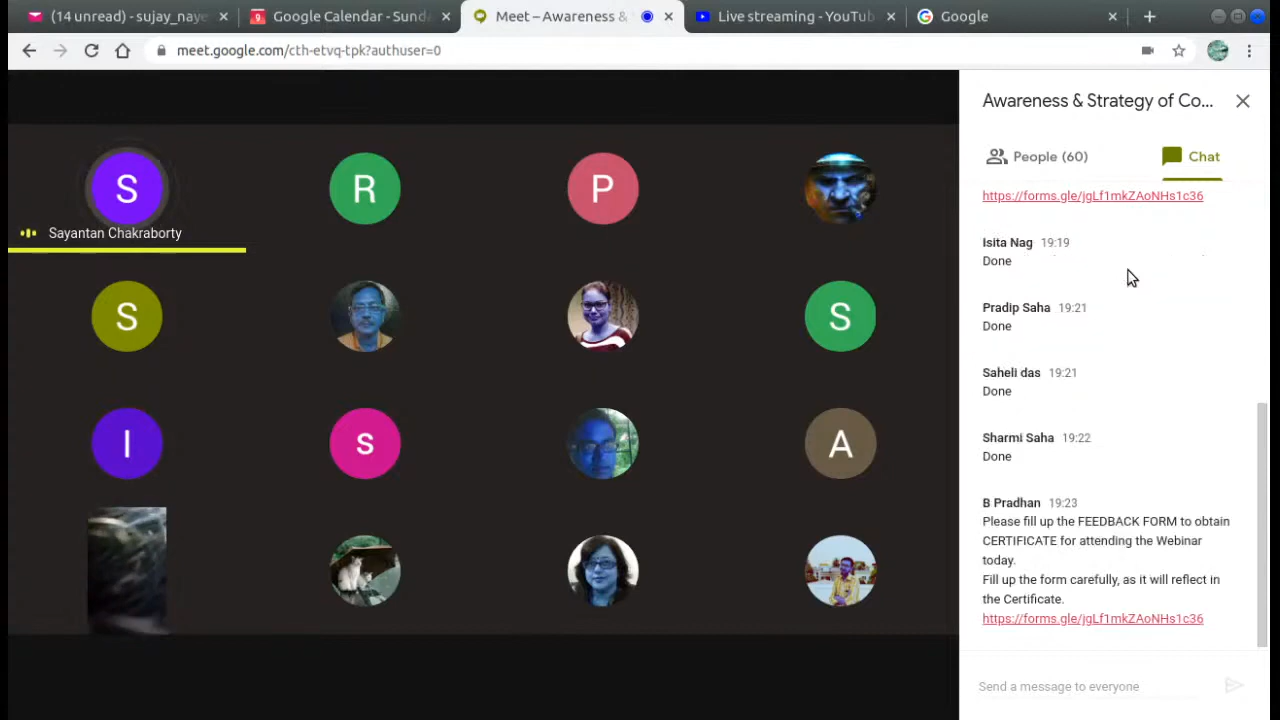 (14 unread) - sujay_naye
Google Calendar - Sund
9
Meet – Awareness &
Live streaming - YouTub
Google
meet.google.com/cth-etvq-tpk?authuser=0
Awareness & Strategy of Co...
People (60)
Chat
S
R
P
Sayantan Chakraborty
S
S
I
s
A
https://forms.gle/jgLf1mkZAoNHs1c36
Isita Nag 19:19
Done
Pradip Saha 19:21
Done
Saheli das 19:21
Done
Sharmi Saha 19:22
Done
B Pradhan 19:23
Please fill up the FEEDBACK FORM to obtain
CERTIFICATE for attending the Webinar
today.
Fill up the form carefully, as it will reflect in
the Certificate.
https://forms.gle/jgLf1mkZAoNHs1c36
Send a message to everyone